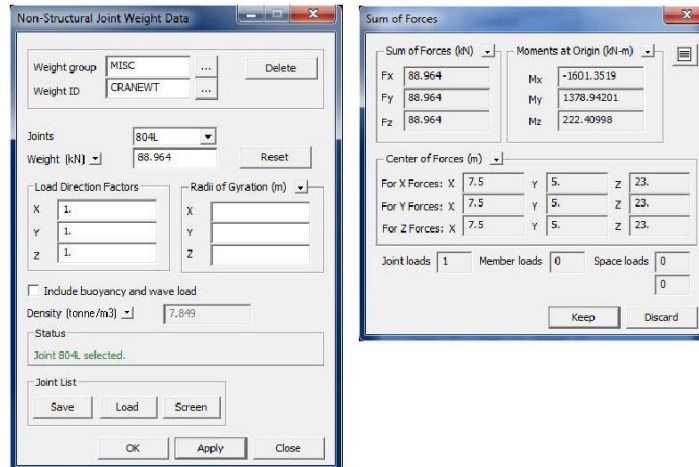 Non-Structural Joint Weight Data
Weight group MISC ... Delete
Weight ID CRANEWT ...
Joints 804L
Weight (kN) 88.964 Reset
Load Direction Factors
X 1.
Y 1.
Z 1.
Radii of Gyration (m)
X
Y
Z
Include buoyancy and wave load
Density (tonne/m3) 7.849
Status
Joint 804L selected.
Joint List
Save Load Screen
OK Apply Close
Sum of Forces
Sum of Forces (kN)
Fx 88.964
Fy 88.964
Fz 88.964
Moments at Origin (kN-m)
Mx -1601.3519
My 1378.94201
Mz 222.40998
Center of Forces (m)
For X Forces: X 7.5 Y 5. Z 23.
For Y Forces: X 7.5 Y 5. Z 23.
For Z Forces: X 7.5 Y 5. Z 23.
Joint loads 1 Member loads 0 Space loads 0
0
Keep Discard